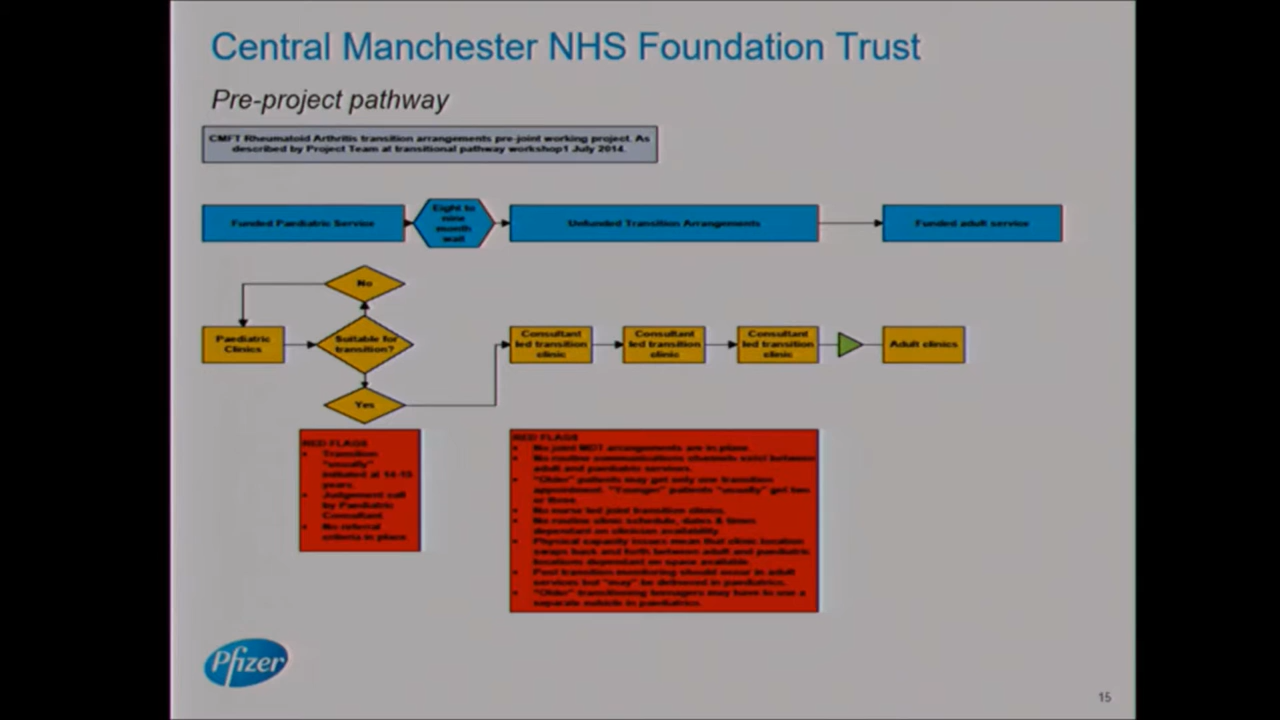 Central Manchester NHS Foundation Trust
Pre-project pathway
CMFT Rheumatoid Arthritis transition arrangements pre-joint working project. As
described by Project Team at transitional pathway workshop1 July 2014.
Funded Paediatric Service
Eight to
nine
month
wait
Unfunded Transition Arrangements
Funded adult service
No
Paediatric
Clinics
Suitable for
transition?
Consultant
led transition
clinic
Consultant
led transition
clinic
Consultant
led transition
clinic
Adult clinics
Yes
RED FLAGS
• Transition
"usually"
initiated at 14-15
years.
• Judgement call
by Paediatric
Consultant
• No referral
criteria in place.
RED FLAGS
• No joint MDT arrangements are in place.
• No routine communications channels exist between
adult and paediatric services.
• "Older" patients may get only one transition
appointment. "Younger" patients "usually" get two
or three.
• No nurse led joint transition clinics.
• No routine clinic schedule, dates & times
dependant on clinician availability
• Physical capacity issues mean that clinic location
swaps back and forth between adult and paediatric
locations dependant on space available.
• Post transition monitoring should occur in adult
services but "may" be delivered in paediatrics.
• "Older" transitioning teenagers may have to use a
separate cubicle in paediatrics.
Pfizer
15